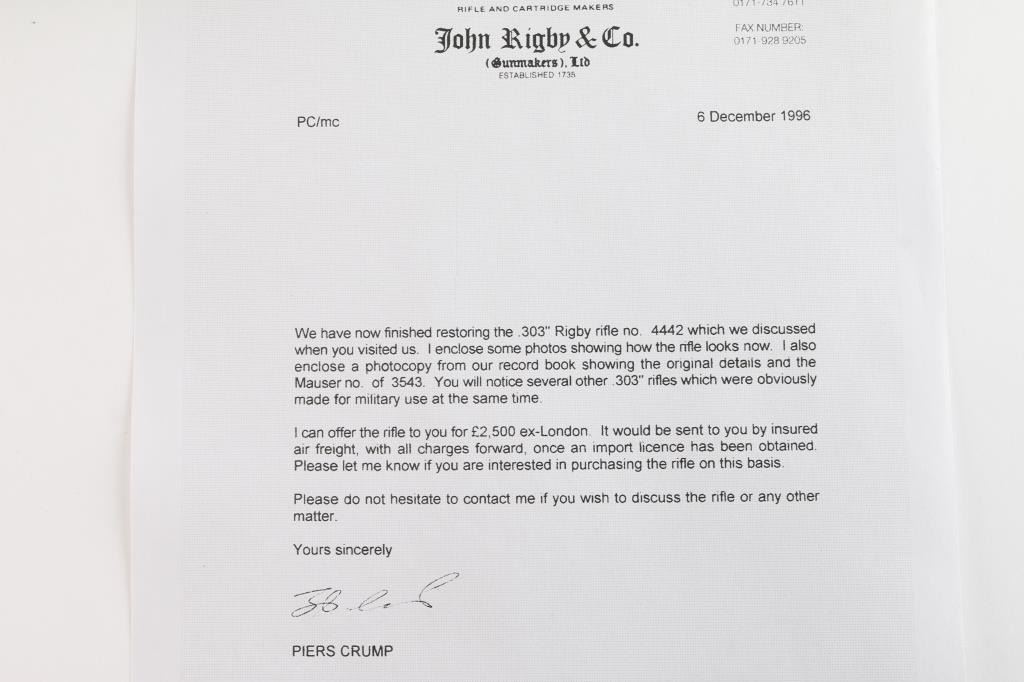 RIFLE AND CARTRIDGE MAKERS
John Rigby & Co.
(Gunmakers), Ltd
ESTABLISHED 1735
0171-734 7611
FAX NUMBER:
0171-928 9205
PC/mc
6 December 1996
We have now finished restoring the .303" Rigby rifle no. 4442 which we discussed
when you visited us. I enclose some photos showing how the rifle looks now. I also
enclose a photocopy from our record book showing the original details and the
Mauser no. of 3543. You will notice several other .303" rifles which were obviously
made for military use at the same time.
I can offer the rifle to you for £2,500 ex-London. It would be sent to you by insured
air freight, with all charges forward, once an import licence has been obtained.
Please let me know if you are interested in purchasing the rifle on this basis.
Please do not hesitate to contact me if you wish to discuss the rifle or any other
matter.
Yours sincerely
PIERS CRUMP